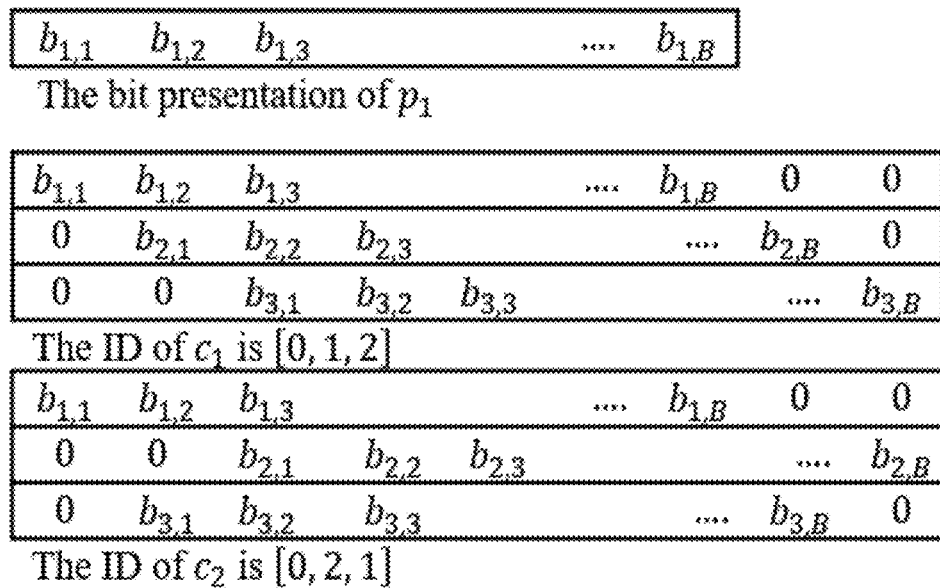 b₁,₁ b₁,₂ b₁,₃ .... b₁,B
The bit presentation of p₁
b₁,₁ b₁,₂ b₁,₃ .... b₁,B 0 0
0 b₂,₁ b₂,₂ b₂,₃ .... b₂,B 0
0 0 b₃,₁ b₃,₂ b₃,₃ .... b₃,B
The ID of c₁ is [0, 1, 2]
b₁,₁ b₁,₂ b₁,₃ .... b₁,B 0 0
0 0 b₂,₁ b₂,₂ b₂,₃ .... b₂,B
0 b₃,₁ b₃,₂ b₃,₃ .... b₃,B 0
The ID of c₂ is [0, 2, 1]